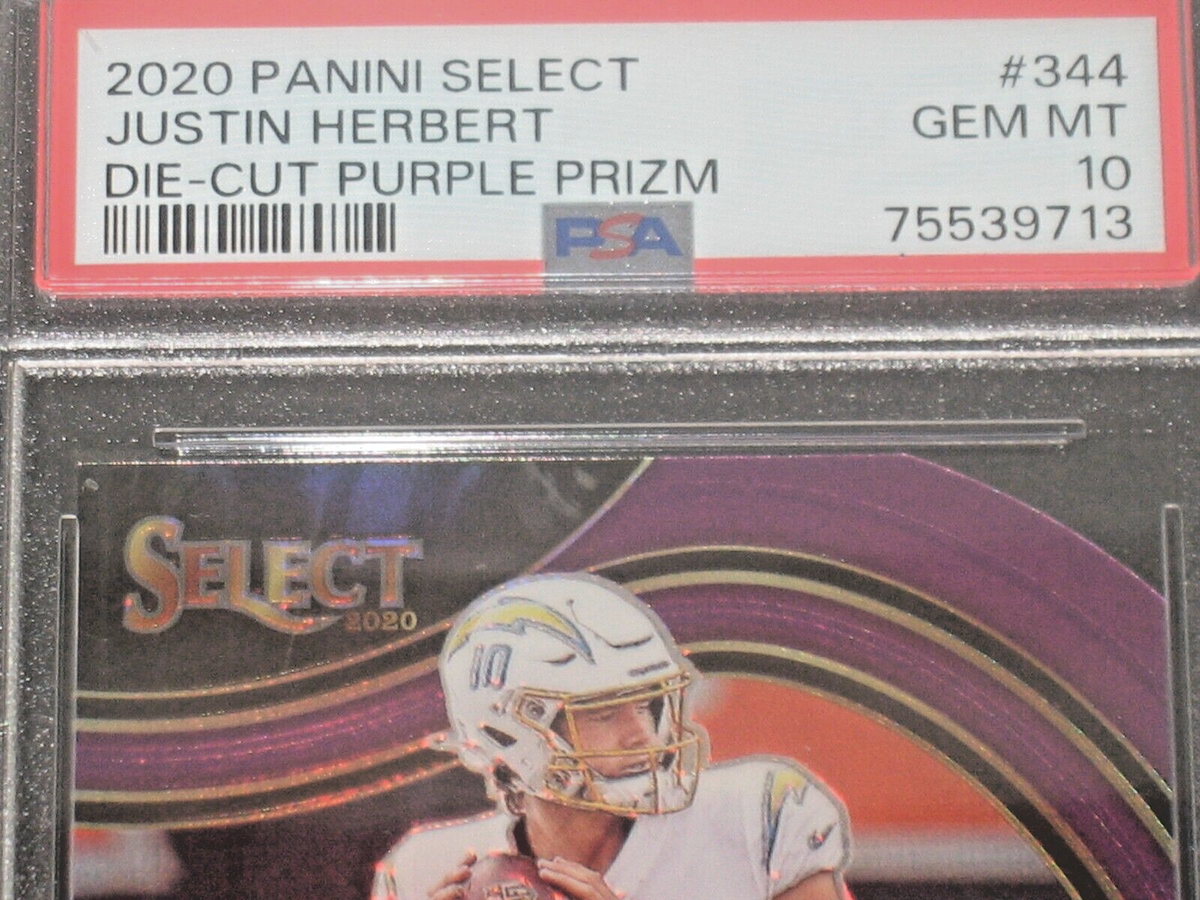 2020 PANINI SELECT #344
JUSTIN HERBERT GEM MT
DIE-CUT PURPLE PRIZM 10
PSA 75539713
SELECT
2020
10